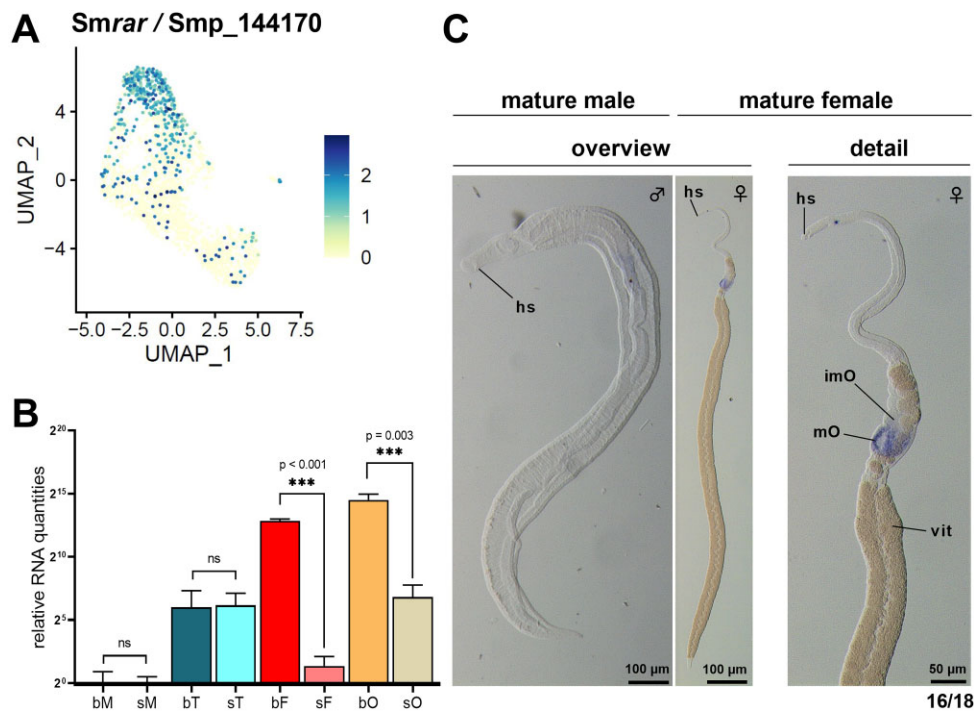 A
Smrar / Smp_144170
UMAP_2
4
0
−4
−5.0 −2.5 0.0 2.5 5.0 7.5
UMAP_1
2
1
0
B
relative RNA quantities
2^20
2^15
2^10
2^5
2^0
ns
ns
p < 0.001
***
p = 0.003
***
bM sM bT sT bF sF bO sO
C
mature male
mature female
overview
detail
♂
hs
100 µm
hs
♀
100 µm
hs
♀
imO
mO
vit
50 µm
16/18